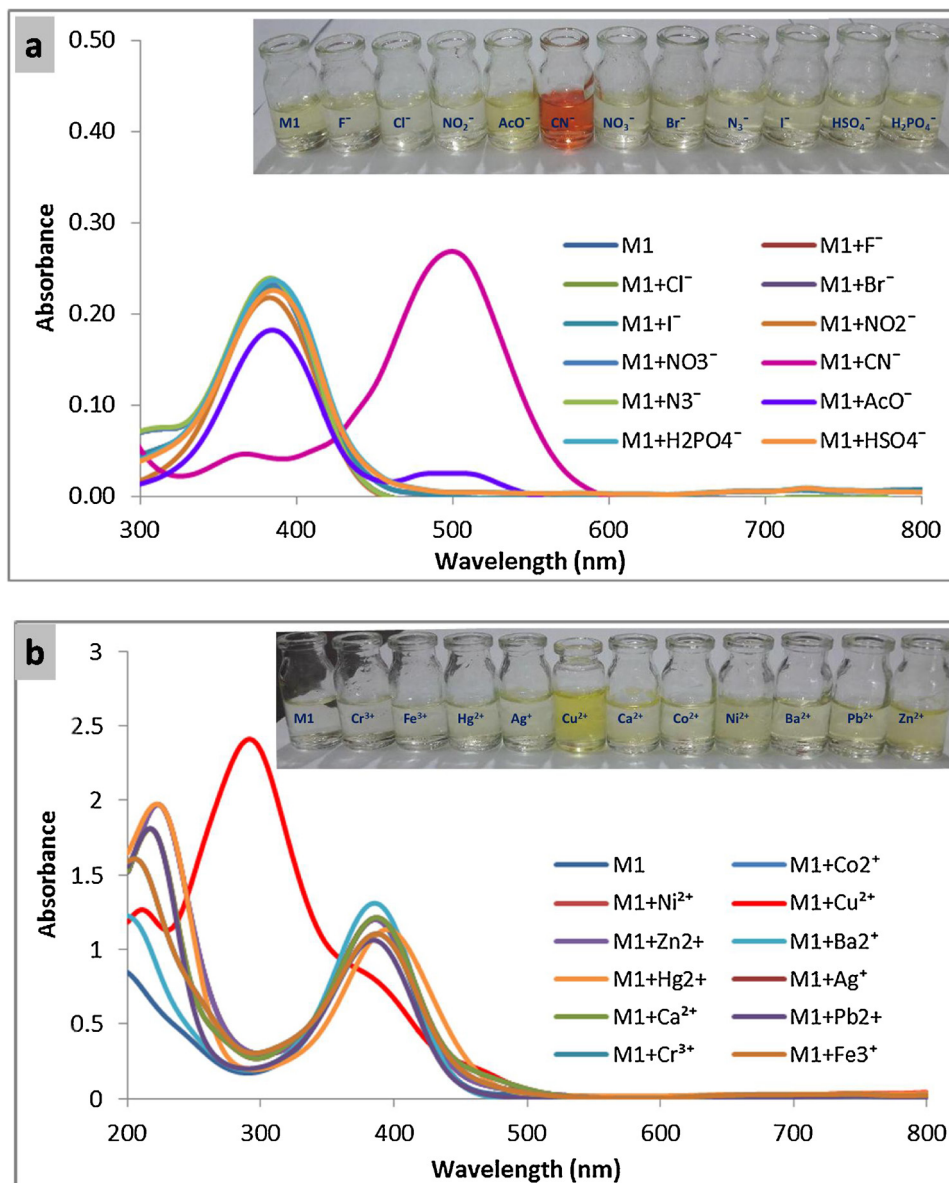 a
0.50
0.40
0.30
0.20
0.10
0.00
Absorbance
M1 F⁻ Cl⁻ NO₂⁻ AcO⁻ CN⁻ NO₃⁻ Br⁻ N₃⁻ I⁻ HSO₄⁻ H₂PO₄⁻
M1 M1+F⁻
M1+Cl⁻ M1+Br⁻
M1+I⁻ M1+NO2⁻
M1+NO3⁻ M1+CN⁻
M1+N3⁻ M1+AcO⁻
M1+H2PO4⁻ M1+HSO4⁻
300 400 500 600 700 800
Wavelength (nm)
b
3
2.5
2
1.5
1
0.5
0
Absorbance
M1 Cr³⁺ Fe³⁺ Hg²⁺ Ag⁺ Cu²⁺ Ca²⁺ Co²⁺ Ni²⁺ Ba²⁺ Pb²⁺ Zn²⁺
M1 M1+Co2⁺
M1+Ni²⁺ M1+Cu²⁺
M1+Zn2+ M1+Ba2⁺
M1+Hg2+ M1+Ag⁺
M1+Ca²⁺ M1+Pb2+
M1+Cr³⁺ M1+Fe3⁺
200 300 400 500 600 700 800
Wavelength (nm)